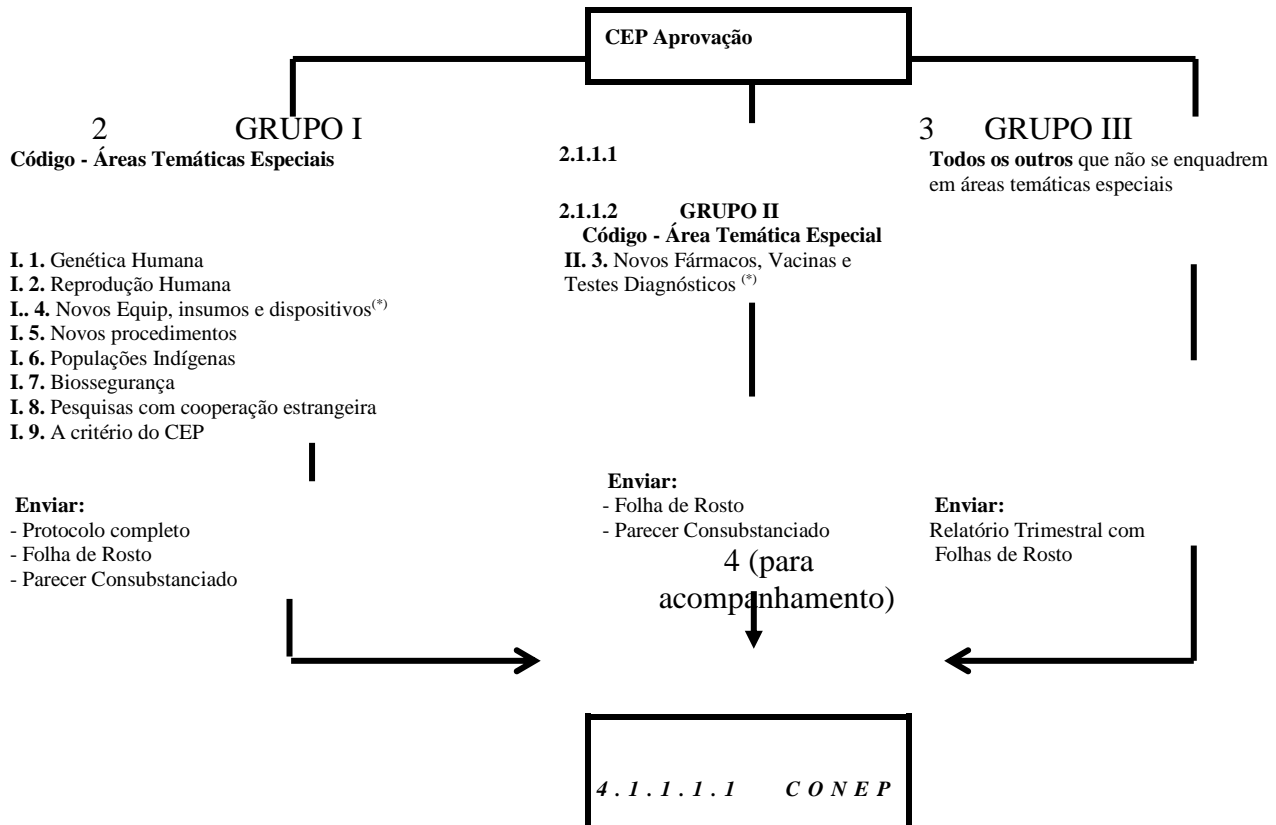 CEP Aprovação
2 GRUPO I
Código - Áreas Temáticas Especiais
I. 1. Genética Humana
I. 2. Reprodução Humana
I.. 4. Novos Equip, insumos e dispositivos(*)
I. 5. Novos procedimentos
I. 6. Populações Indígenas
I. 7. Biossegurança
I. 8. Pesquisas com cooperação estrangeira
I. 9. A critério do CEP
Enviar:
- Protocolo completo
- Folha de Rosto
- Parecer Consubstanciado
2.1.1.1
2.1.1.2 GRUPO II
Código - Área Temática Especial
II. 3. Novos Fármacos, Vacinas e
Testes Diagnósticos (*)
Enviar:
- Folha de Rosto
- Parecer Consubstanciado
4 (para
acompanhamento)
3 GRUPO III
Todos os outros que não se enquadrem
em áreas temáticas especiais
Enviar:
Relatório Trimestral com
Folhas de Rosto
4.1.1.1.1 CONEP